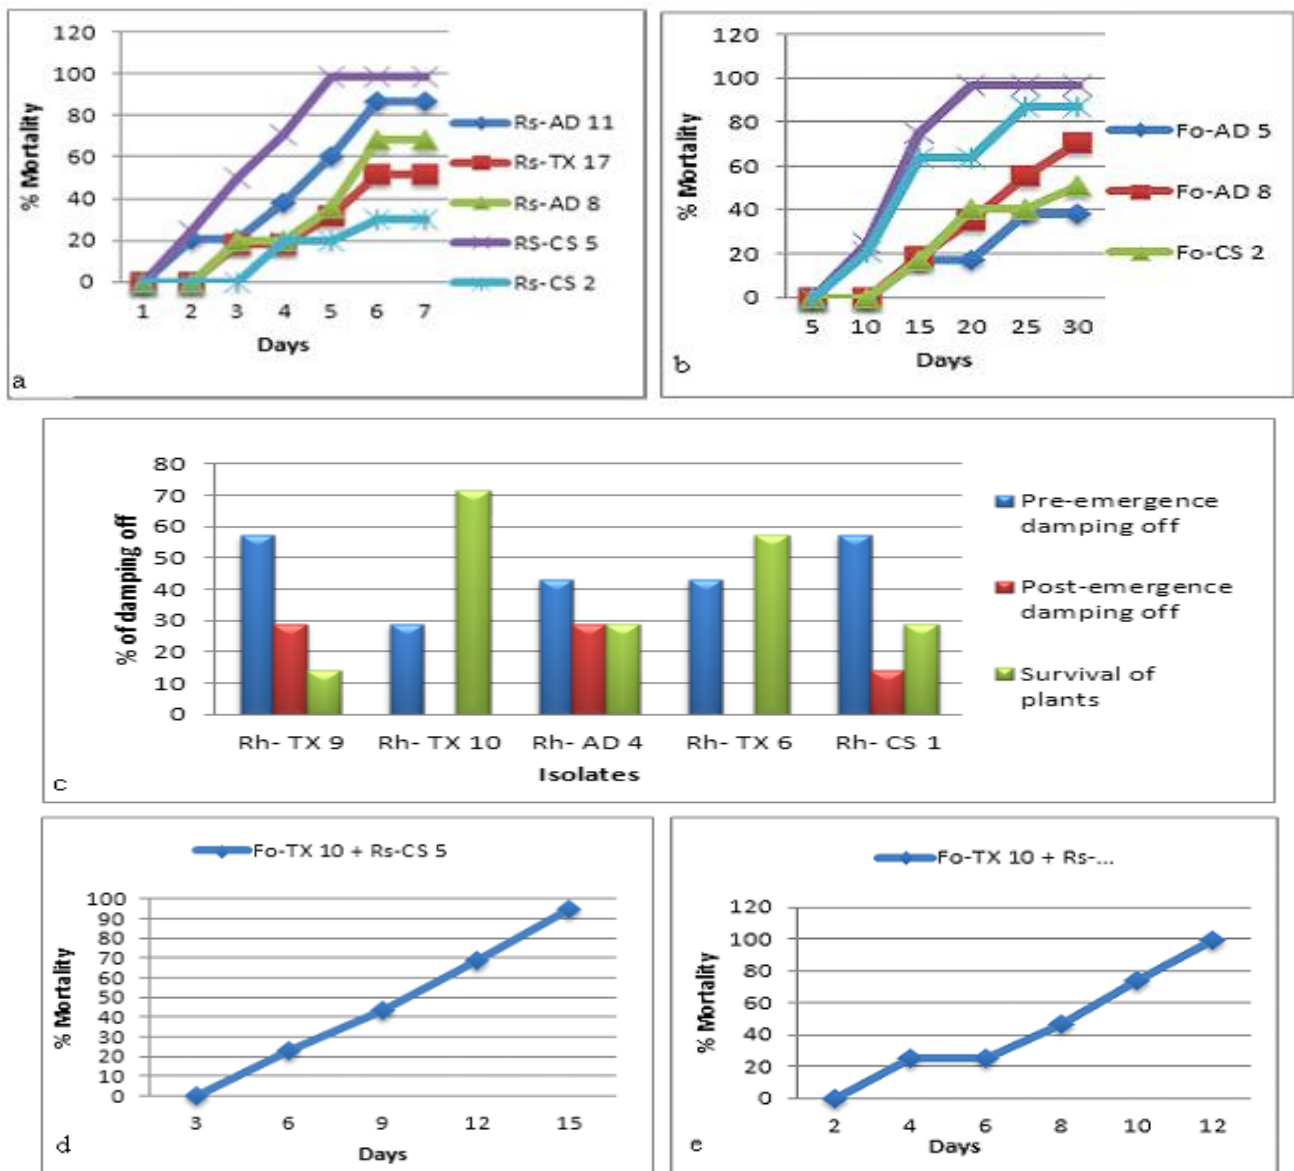 120
100
80
60
40
20
0
% Mortality
1 2 3 4 5 6 7
Days
Rs-AD 11
Rs-TX 17
Rs-AD 8
RS-CS 5
Rs-CS 2
a
120
100
80
60
40
20
0
% Mortality
5 10 15 20 25 30
Days
Fo-AD 5
Fo-AD 8
Fo-CS 2
b
80
70
60
50
40
30
20
10
0
% of damping off
Rh- TX 9 Rh- TX 10 Rh- AD 4 Rh- TX 6 Rh- CS 1
Isolates
Pre-emergence
damping off
Post-emergence
damping off
Survival of
plants
c
Fo-TX 10 + Rs-CS 5
100
90
80
70
60
50
40
30
20
10
0
% Mortality
3 6 9 12 15
Days
d
Fo-TX 10 + Rs-...
120
100
80
60
40
20
0
% Mortality
2 4 6 8 10 12
Days
e